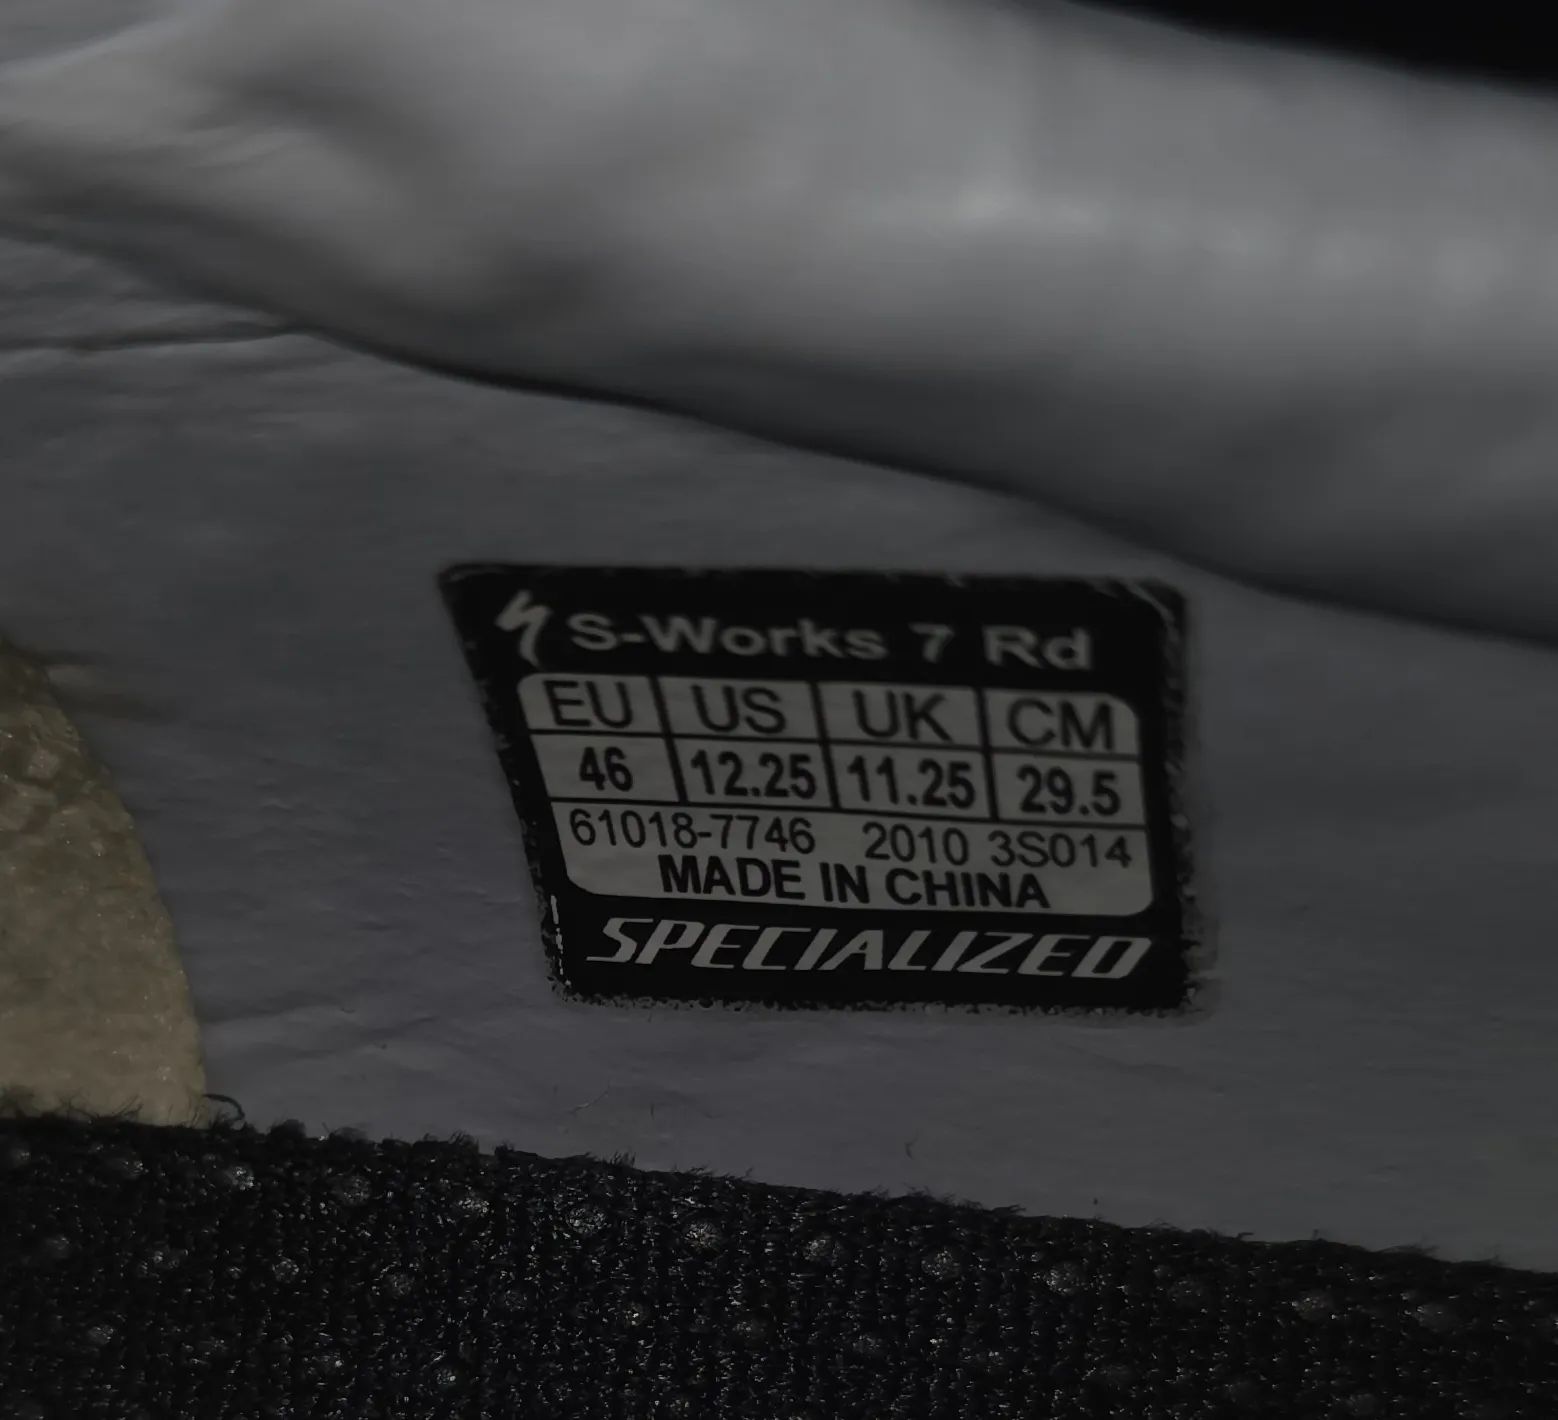 S-Works 7 Rd
EU US UK CM
46 12.25 11.25 29.5
61018-7746 2010 3S014
MADE IN CHINA
SPECIALIZED